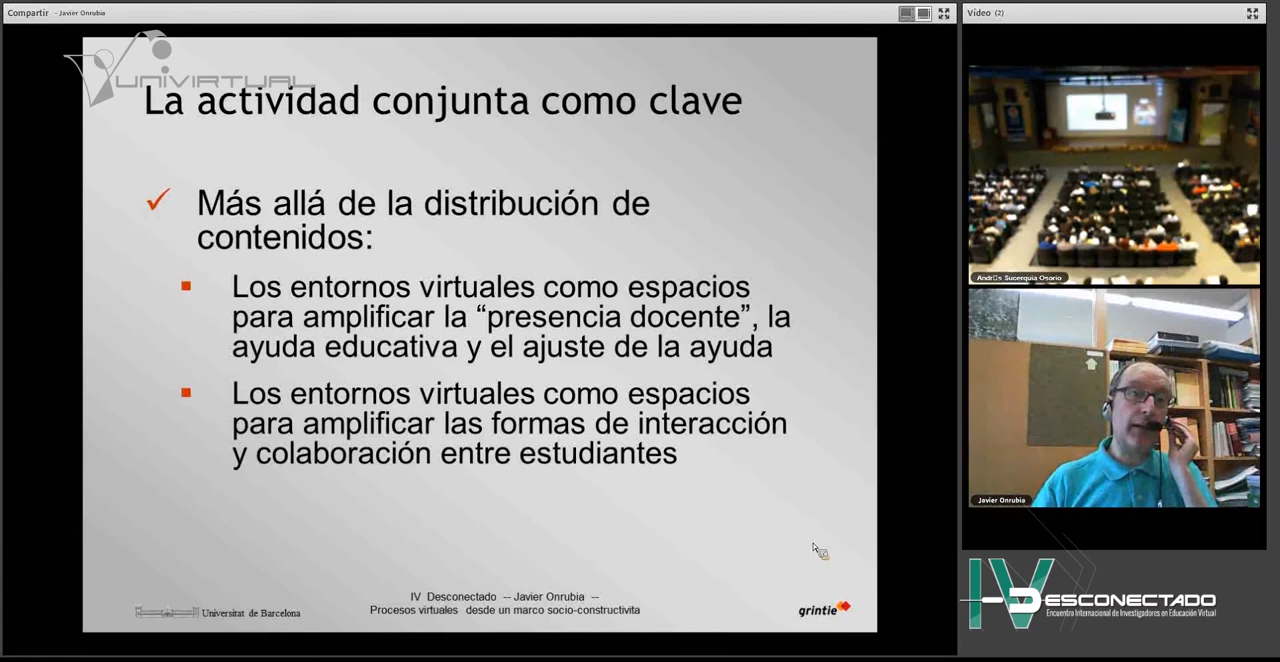 Compartir - Javier Onrubia
Vídeo (2)
UNIVIRTUAL
La actividad conjunta como clave
Más allá de la distribución de
contenidos:
Los entornos virtuales como espacios
para amplificar la “presencia docente”, la
ayuda educativa y el ajuste de la ayuda
Los entornos virtuales como espacios
para amplificar las formas de interacción
y colaboración entre estudiantes
IV Desconectado -- Javier Onrubia --
Procesos virtuales desde un marco socio-constructivita
Universitat de Barcelona
grintie
Javier Onrubia
IV DESCONECTADO
Encuentro Internacional de Investigadores en Educación Virtual